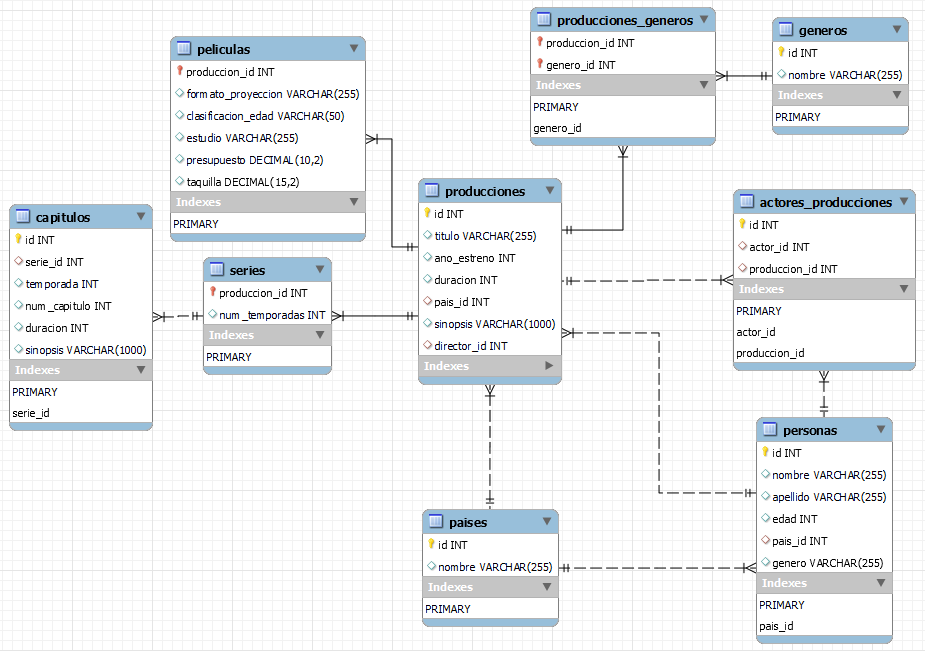 peliculas
produccion_id INT
formato_proyeccion VARCHAR(255)
clasificacion_edad VARCHAR(50)
estudio VARCHAR(255)
presupuesto DECIMAL(10,2)
taquilla DECIMAL(15,2)
Indexes
PRIMARY
producciones_generos
produccion_id INT
genero_id INT
Indexes
PRIMARY
genero_id
generos
id INT
nombre VARCHAR(255)
Indexes
PRIMARY
capitulos
id INT
serie_id INT
temporada INT
num_capitulo INT
duracion INT
sinopsis VARCHAR(1000)
Indexes
PRIMARY
serie_id
series
produccion_id INT
num_temporadas INT
Indexes
PRIMARY
producciones
id INT
titulo VARCHAR(255)
ano_estreno INT
duracion INT
pais_id INT
sinopsis VARCHAR(1000)
director_id INT
Indexes
actores_producciones
id INT
actor_id INT
produccion_id INT
Indexes
PRIMARY
actor_id
produccion_id
paises
id INT
nombre VARCHAR(255)
Indexes
PRIMARY
personas
id INT
nombre VARCHAR(255)
apellido VARCHAR(255)
edad INT
pais_id INT
genero VARCHAR(255)
Indexes
PRIMARY
pais_id